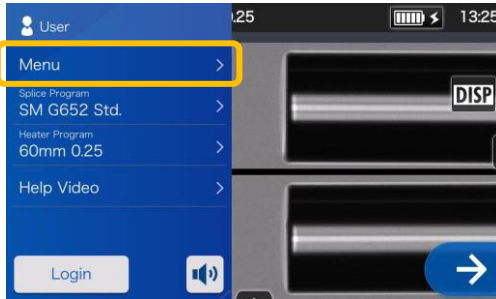 User
.25
13:25
Menu
Splice Program
SM G652 Std.
DISP
Heater Program
60mm 0.25
Help Video
Login